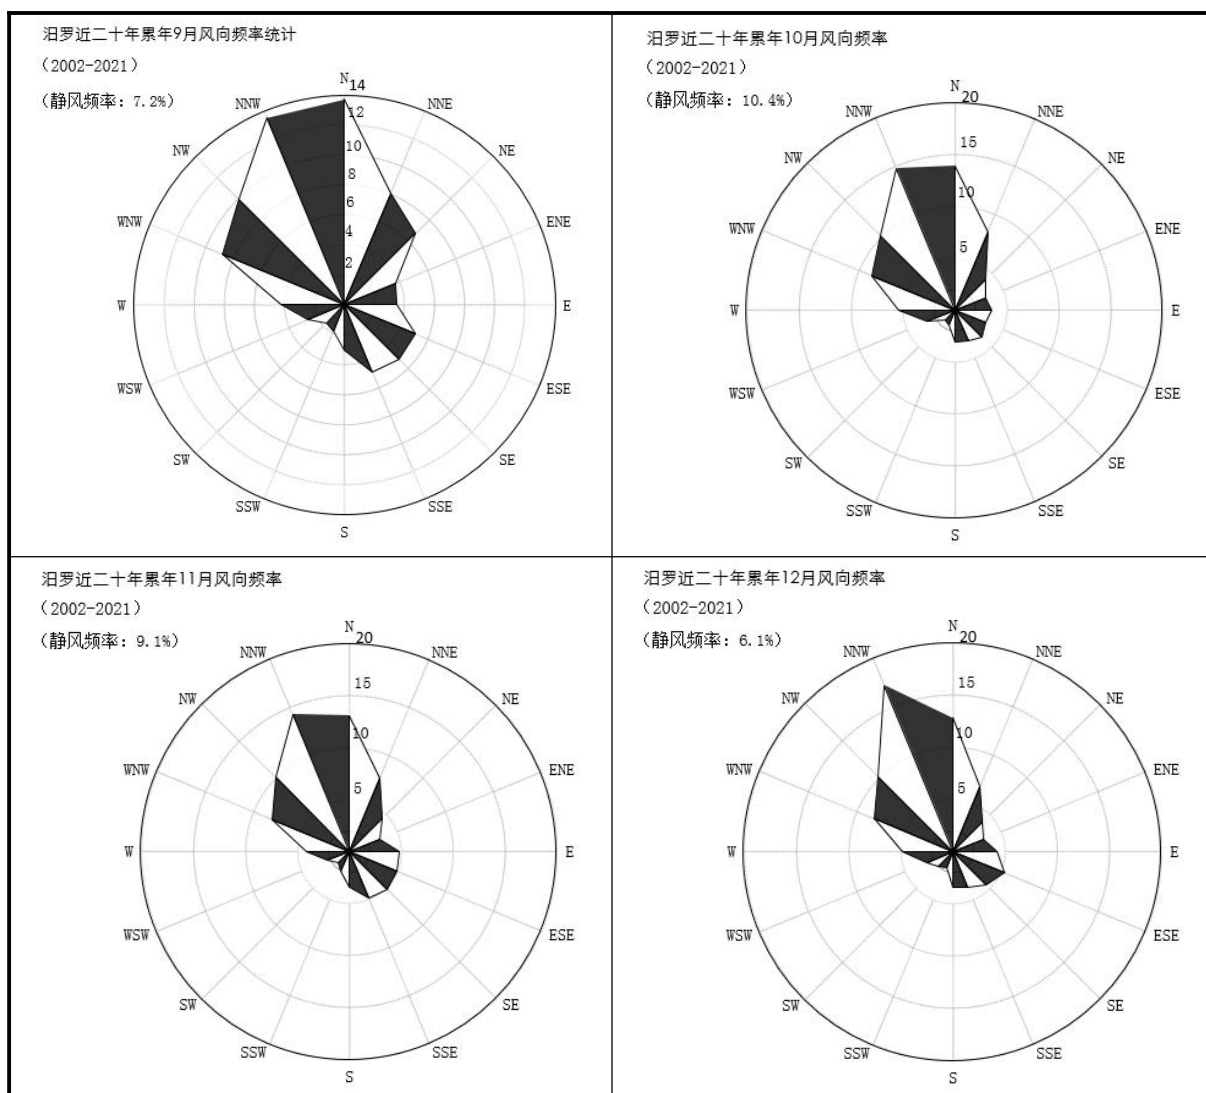 汨罗近二十年累年9月风向频率统计
（2002-2021）
（静风频率：7.2%）
N
14
NNW
NNE
12
NW
10
NE
8
6
WNW
ENE
4
2
W
E
WSW
ESE
SW
SE
SSW
SSE
S
汨罗近二十年累年10月风向频率
（2002-2021）
（静风频率：10.4%）
N
20
NNW
NNE
15
NW
NE
10
WNW
ENE
5
W
E
WSW
ESE
SW
SE
SSW
SSE
S
汨罗近二十年累年11月风向频率
（2002-2021）
（静风频率：9.1%）
N
20
NNW
NNE
15
NW
NE
10
WNW
ENE
5
W
E
WSW
ESE
SW
SE
SSW
SSE
S
汨罗近二十年累年12月风向频率
（2002-2021）
（静风频率：6.1%）
N
20
NNW
NNE
15
NW
NE
10
WNW
ENE
5
W
E
WSW
ESE
SW
SE
SSW
SSE
S